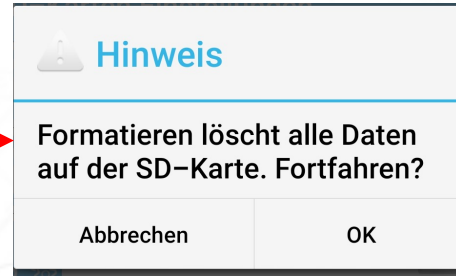 Hinweis
Formatieren löscht alle Daten
auf der SD-Karte. Fortfahren?
Abbrechen OK